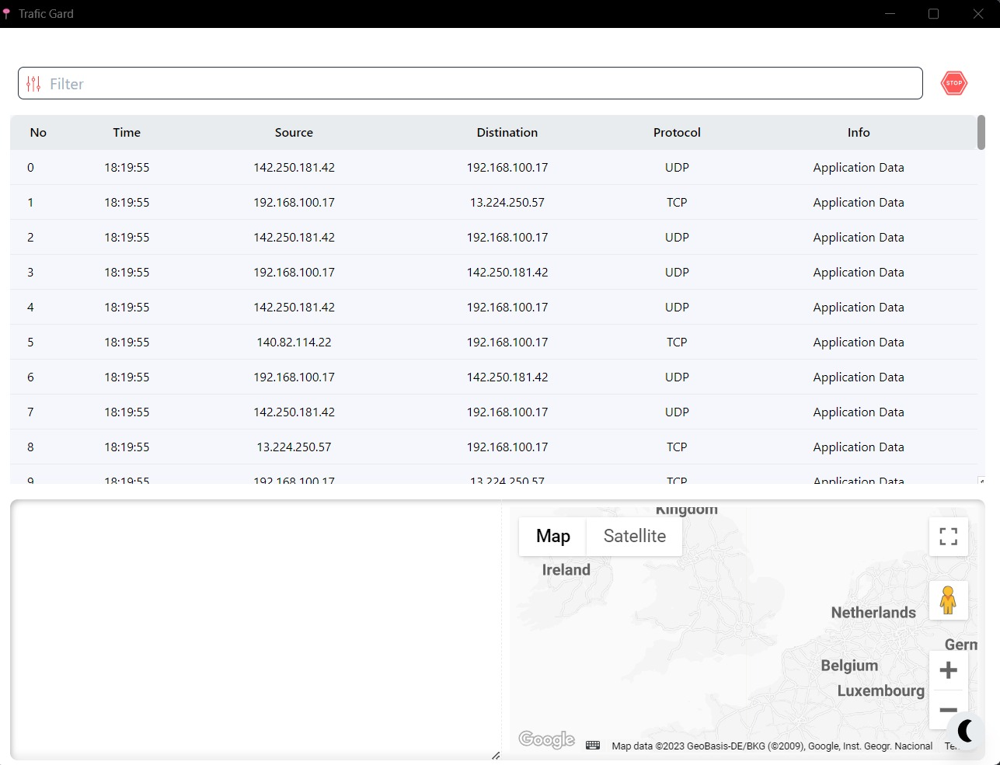 Trafic Gard
Filter
STOP
No Time Source Distination Protocol Info
0 18:19:55 142.250.181.42 192.168.100.17 UDP Application Data
1 18:19:55 192.168.100.17 13.224.250.57 TCP Application Data
2 18:19:55 142.250.181.42 192.168.100.17 UDP Application Data
3 18:19:55 192.168.100.17 142.250.181.42 UDP Application Data
4 18:19:55 142.250.181.42 192.168.100.17 UDP Application Data
5 18:19:55 140.82.114.22 192.168.100.17 TCP Application Data
6 18:19:55 192.168.100.17 142.250.181.42 UDP Application Data
7 18:19:55 142.250.181.42 192.168.100.17 UDP Application Data
8 18:19:55 13.224.250.57 192.168.100.17 TCP Application Data
9 18:19:55 192.168.100.17 13.224.250.57 TCP Application Data
Kingdom
Map Satellite
Ireland
Netherlands
Germ
Belgium
Luxembourg
Google
Map data ©2023 GeoBasis-DE/BKG (©2009), Google, Inst. Geogr. Nacional